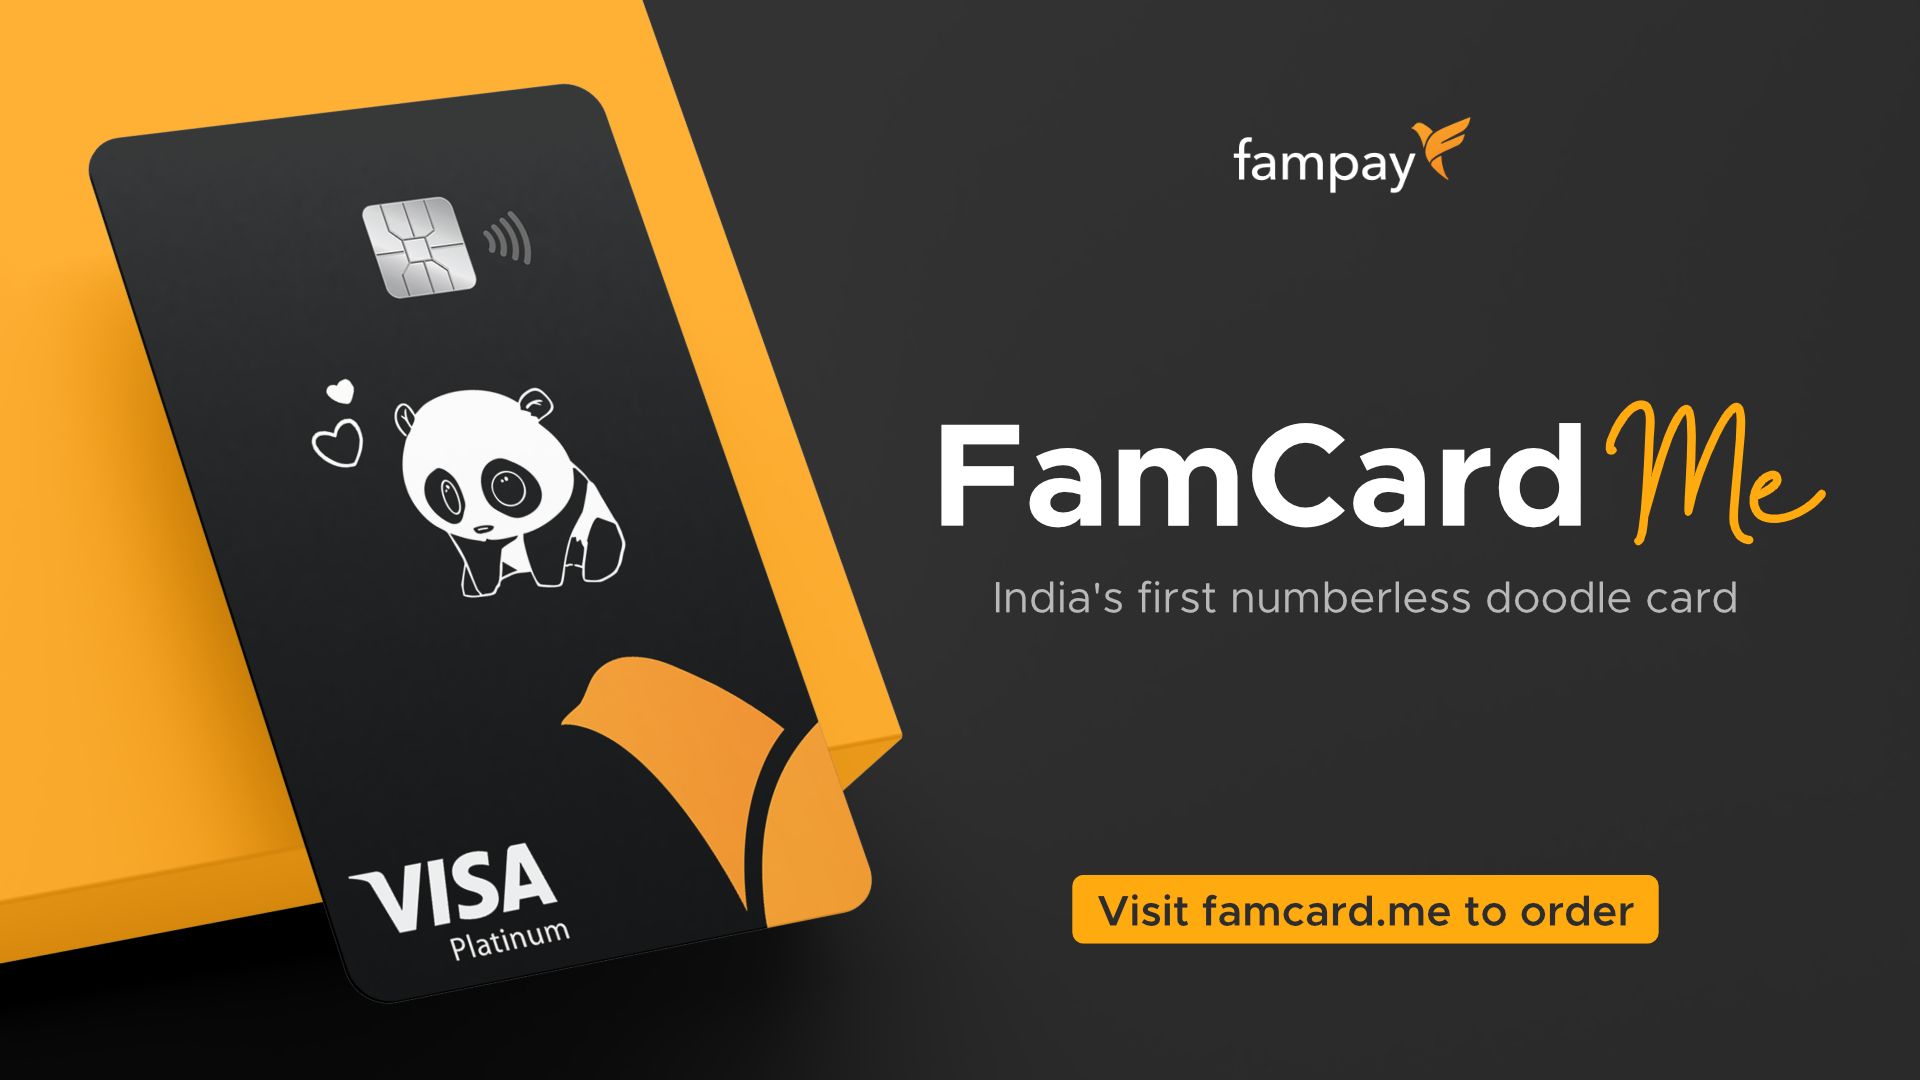 fampay
FamCard Me
India's first numberless doodle card
Visit famcard.me to order
VISA
Platinum